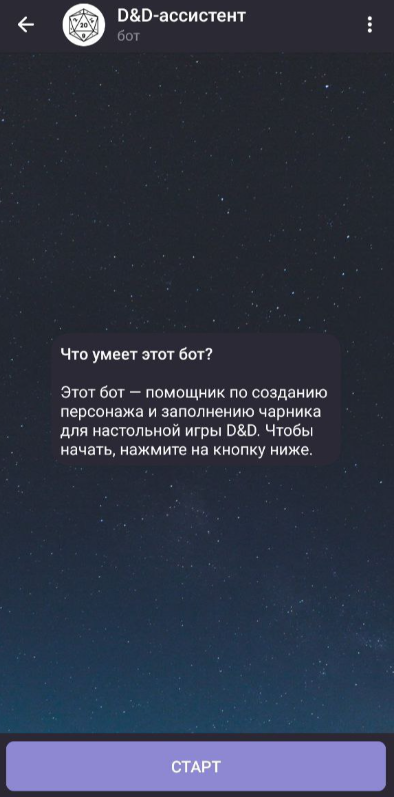 D&D-ассистент
бот
20
Что умеет этот бот?
Этот бот — помощник по созданию
персонажа и заполнению чарника
для настольной игры D&D. Чтобы
начать, нажмите на кнопку ниже.
СТАРТ